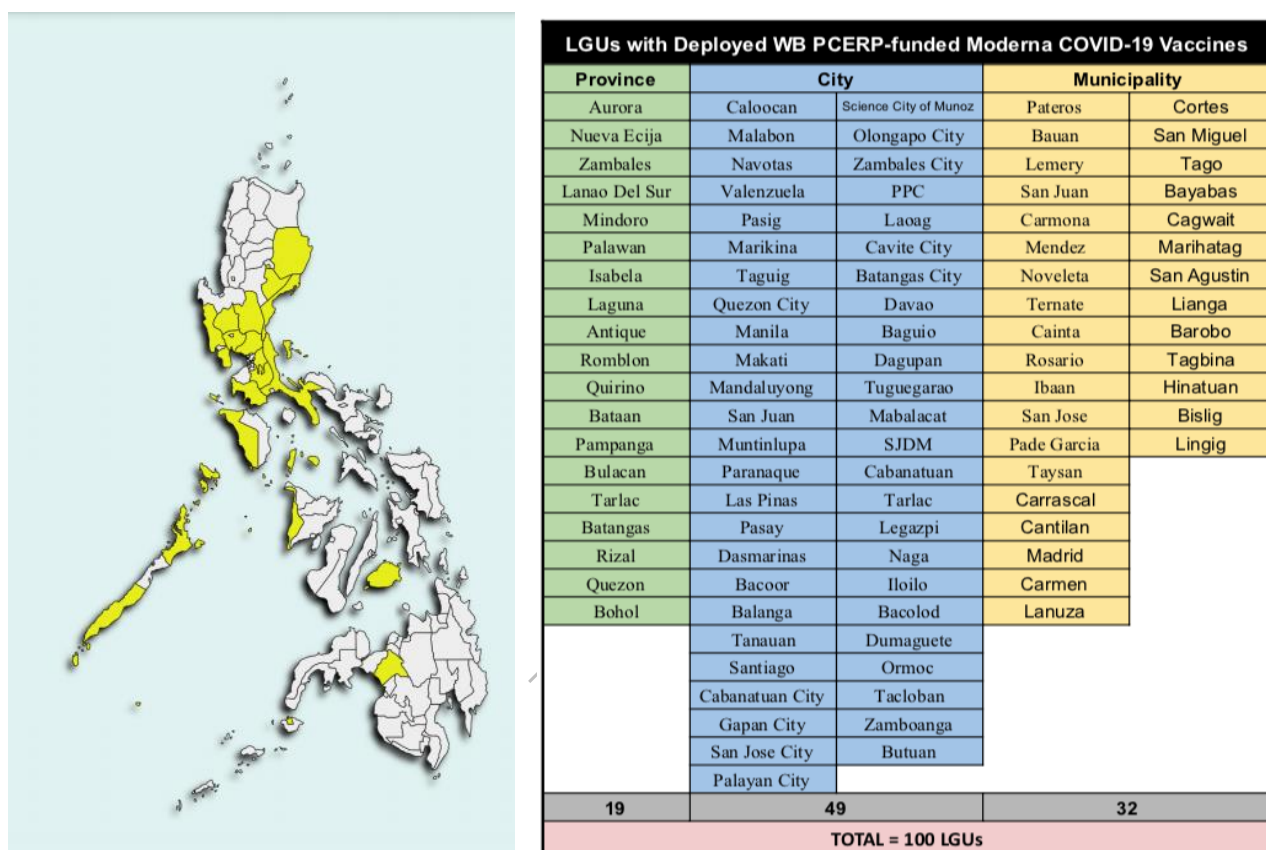 LGUs with Deployed WB PCERP-funded Moderna COVID-19 Vaccines
Province City Municipality
Aurora Caloocan Science City of Munoz Pateros Cortes
Nueva Ecija Malabon Olongapo City Bauan San Miguel
Zambales Navotas Zambales City Lemery Tago
Lanao Del Sur Valenzuela PPC San Juan Bayabas
Mindoro Pasig Laoag Carmona Cagwait
Palawan Marikina Cavite City Mendez Marihatag
Isabela Taguig Batangas City Noveleta San Agustin
Laguna Quezon City Davao Ternate Lianga
Antique Manila Baguio Cainta Barobo
Romblon Makati Dagupan Rosario Tagbina
Quirino Mandaluyong Tuguegarao Ibaan Hinatuan
Bataan San Juan Mabalacat San Jose Bislig
Pampanga Muntinlupa SJDM Pade Garcia Lingig
Bulacan Paranaque Cabanatuan Taysan
Tarlac Las Pinas Tarlac Carrascal
Batangas Pasay Legazpi Cantilan
Rizal Dasmarinas Naga Madrid
Quezon Bacoor Iloilo Carmen
Bohol Balanga Bacolod Lanuza
Tanauan Dumaguete
Santiago Ormoc
Cabanatuan City Tacloban
Gapan City Zamboanga
San Jose City Butuan
Palayan City
19 49 32
TOTAL = 100 LGUs